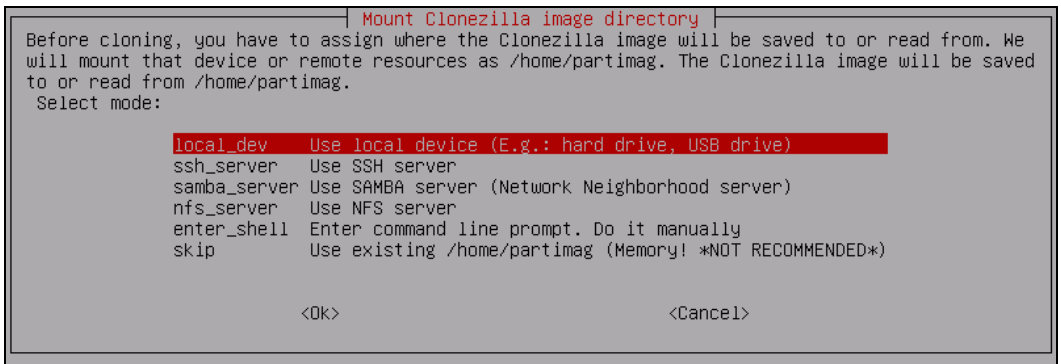 Mount Clonezilla image directory
Before cloning, you have to assign where the Clonezilla image will be saved to or read from. We
will mount that device or remote resources as /home/partimag. The Clonezilla image will be saved
to or read from /home/partimag.
Select mode:
local_dev Use local device (E.g.: hard drive, USB drive)
ssh_server Use SSH server
samba_server Use SAMBA server (Network Neighborhood server)
nfs_server Use NFS server
enter_shell Enter command line prompt. Do it manually
skip Use existing /home/partimag (Memory! *NOT RECOMMENDED*)
<Ok> <Cancel>